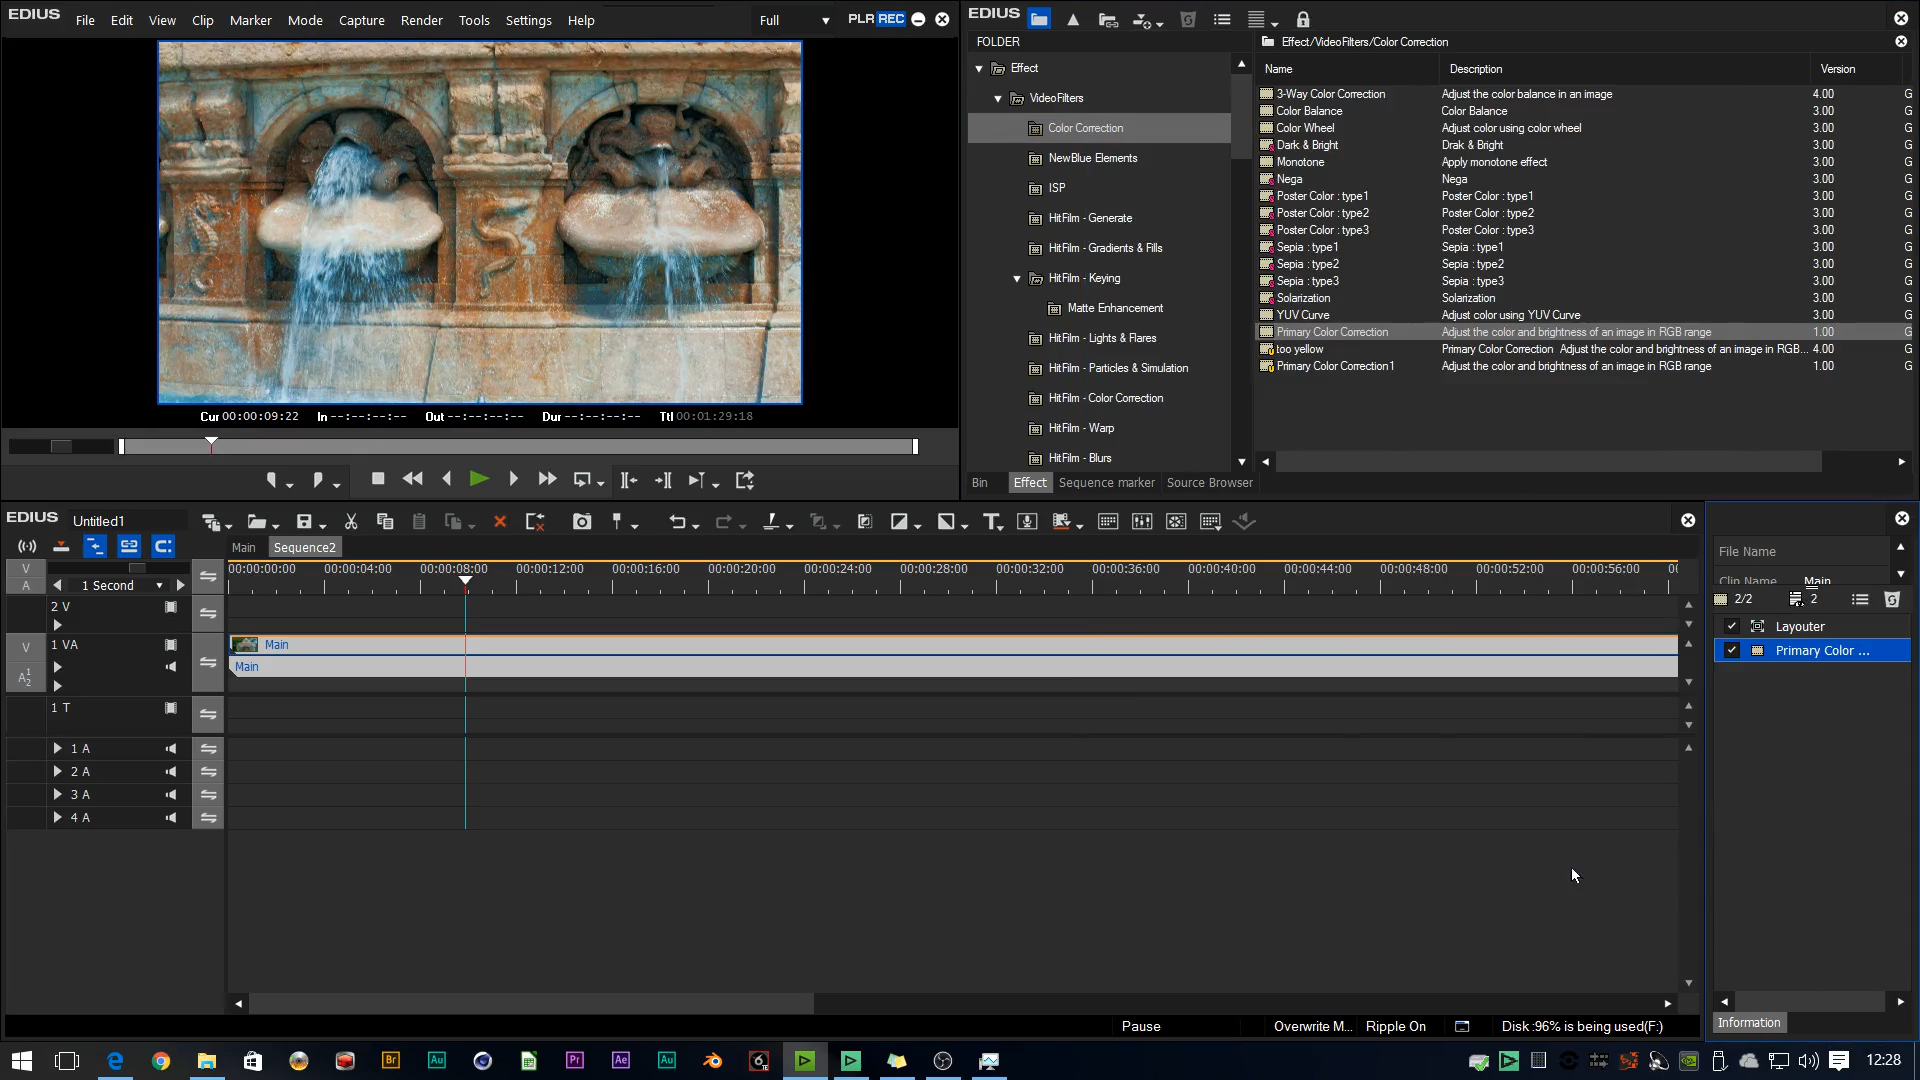 EDIUS File Edit View Clip Marker Mode Capture Render Tools Settings Help Full PLR REC
Cur 00:00:09:22 In --:--:--:-- Out --:--:--:-- Dur --:--:--:-- Ttl 00:01:29:18
EDIUS
FOLDER
Effect
VideoFilters
Color Correction
NewBlue Elements
ISP
HitFilm - Generate
HitFilm - Gradients & Fills
HitFilm - Keying
Matte Enhancement
HitFilm - Lights & Flares
HitFilm - Particles & Simulation
HitFilm - Color Correction
HitFilm - Warp
HitFilm - Blurs
Effect/VideoFilters/Color Correction
Name Description Version
3-Way Color Correction Adjust the color balance in an image 4.00 G
Color Balance Color Balance 3.00 G
Color Wheel Adjust color using color wheel 3.00 G
Dark & Bright Drak & Bright 3.00 G
Monotone Apply monotone effect 3.00 G
Nega Nega 3.00 G
Poster Color : type1 Poster Color : type1 3.00 G
Poster Color : type2 Poster Color : type2 3.00 G
Poster Color : type3 Poster Color : type3 3.00 G
Sepia : type1 Sepia : type1 3.00 G
Sepia : type2 Sepia : type2 3.00 G
Sepia : type3 Sepia : type3 3.00 G
Solarization Solarization 3.00 G
YUV Curve Adjust color using YUV Curve 3.00 G
Primary Color Correction Adjust the color and brightness of an image in RGB range 1.00 G
too yellow Primary Color Correction Adjust the color and brightness of an image in RGB... 4.00 G
Primary Color Correction1 Adjust the color and brightness of an image in RGB range 1.00 G
Bin Effect Sequence marker Source Browser
EDIUS Untitled1
Main Sequence2
V
A 1 Second
00:00:00:00 00:00:04:00 00:00:08:00 00:00:12:00 00:00:16:00 00:00:20:00 00:00:24:00 00:00:28:00 00:00:32:00 00:00:36:00 00:00:40:00 00:00:44:00 00:00:48:00 00:00:52:00 00:00:56:00 00
2 V
V 1 VA Main
A 1 2 Main
1 T
1 A
2 A
3 A
4 A
File Name
Clip Name Main
2/2 2
Layouter
Primary Color ...
Information
Pause Overwrite M... Ripple On Disk :96% is being used(F:)
Br Au Pr Ae Au 6 TE 12:28